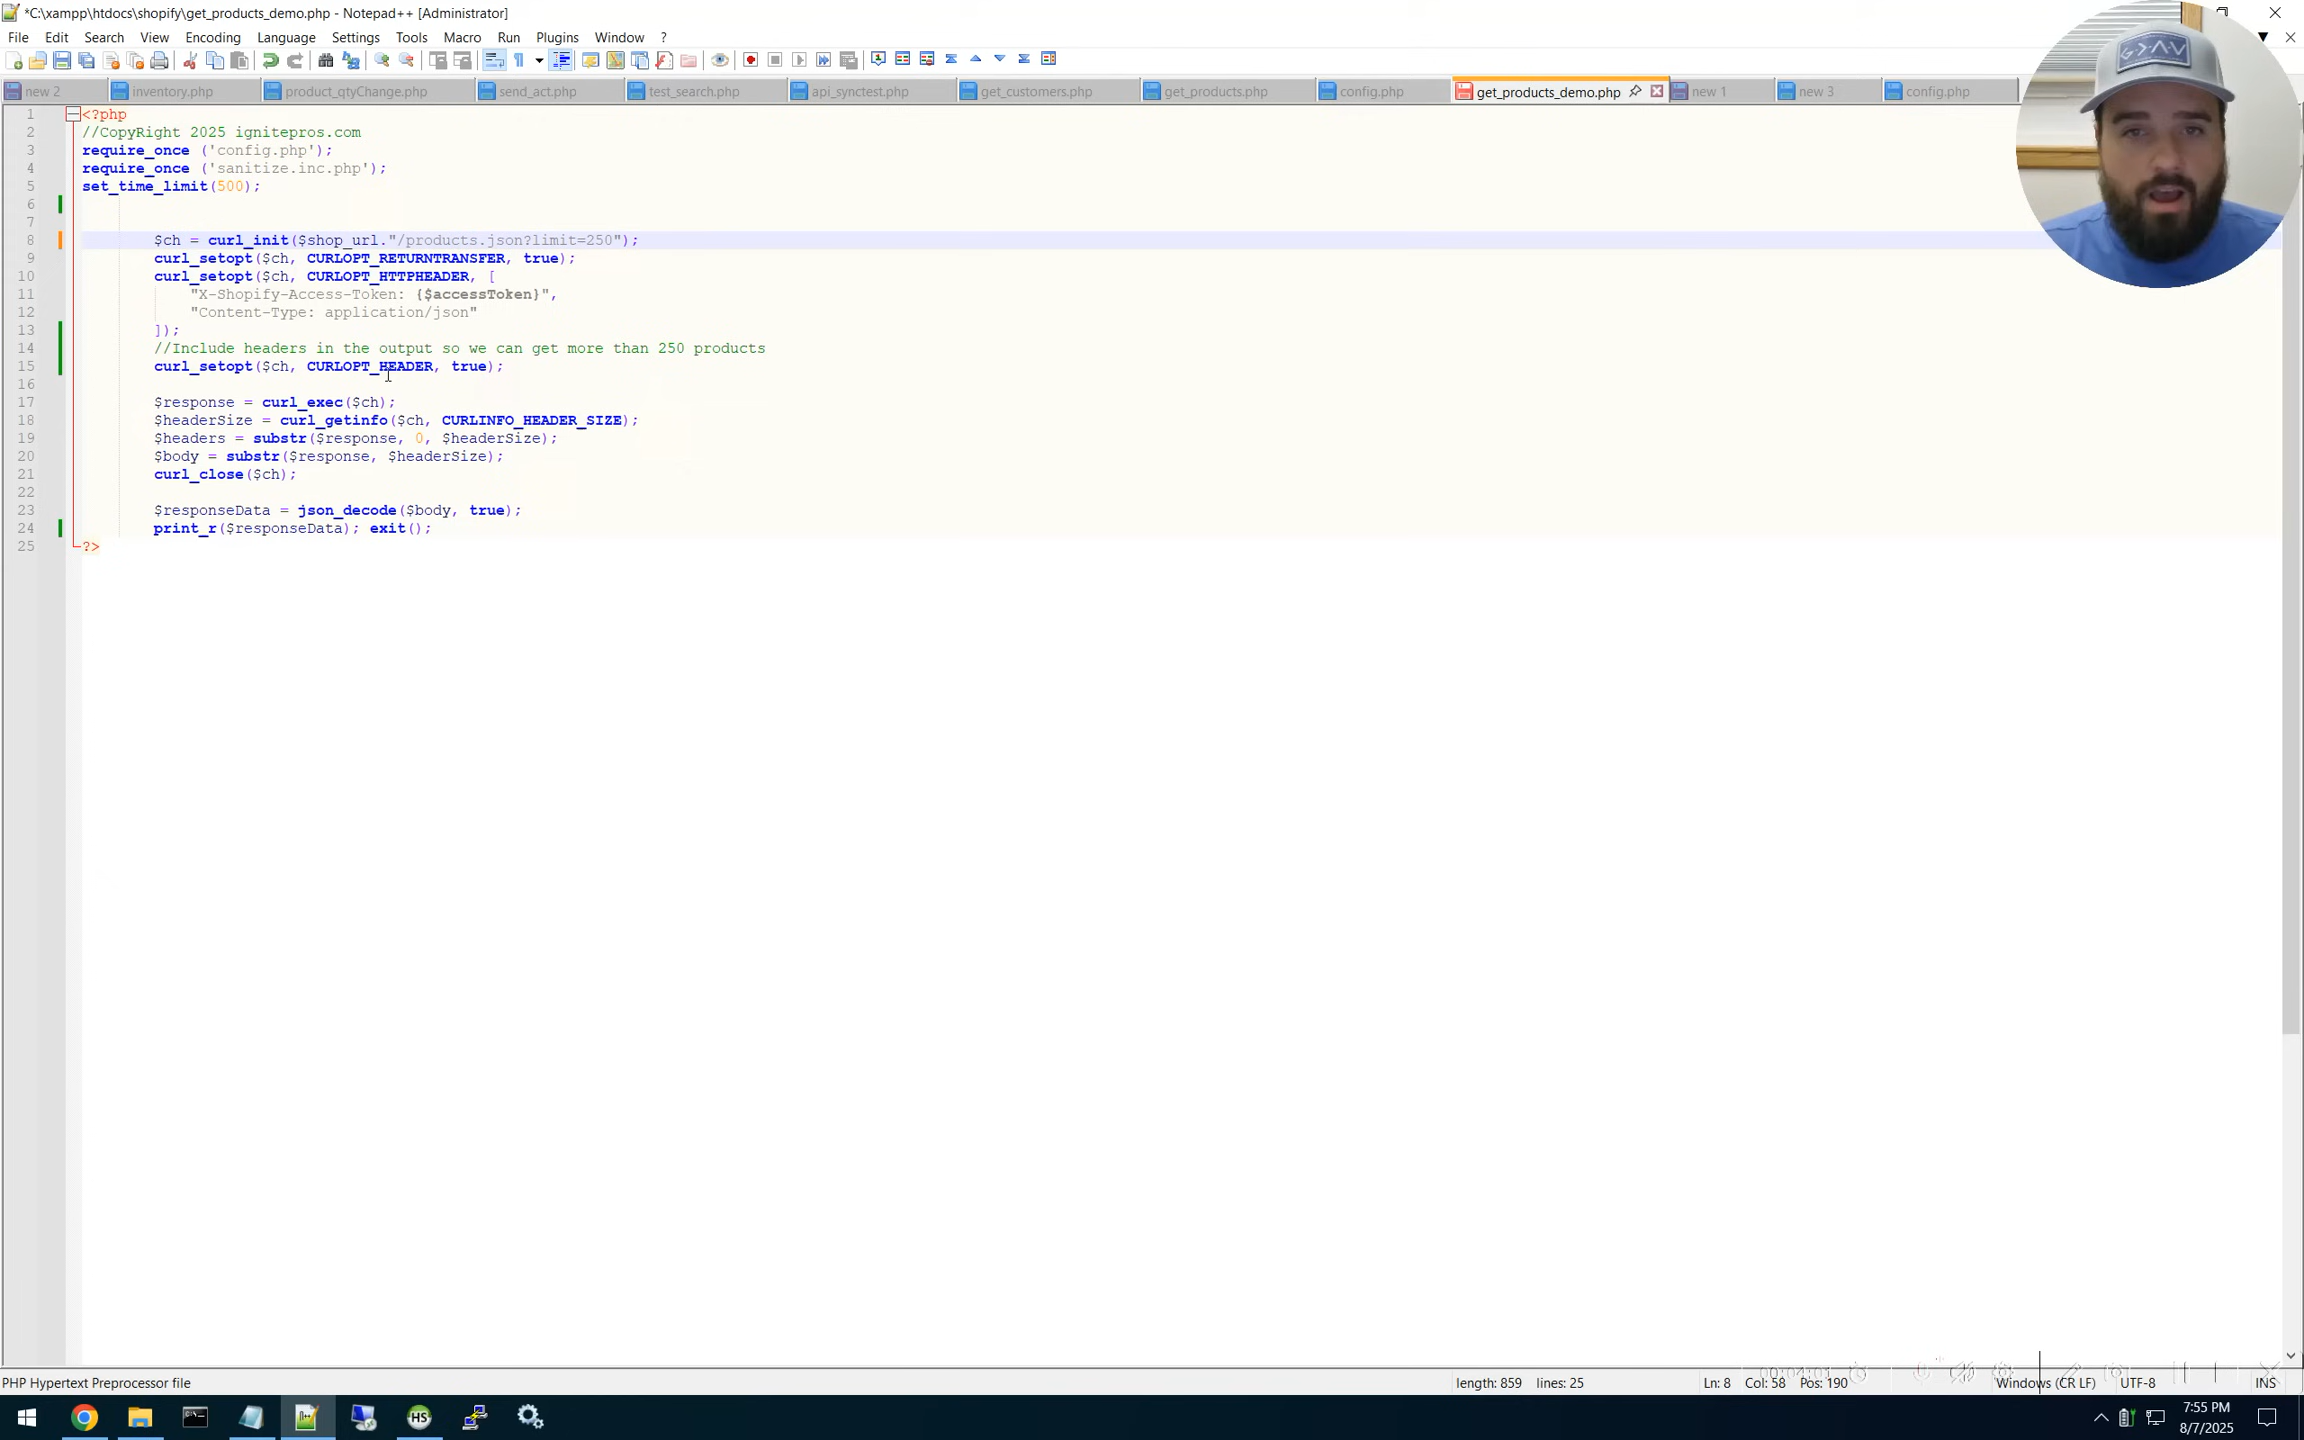 *C:\xampp\htdocs\shopify\get_products_demo.php - Notepad++ [Administrator]
File Edit Search View Encoding Language Settings Tools Macro Run Plugins Window ?
new 2 inventory.php product_qtyChange.php send_act.php test_search.php api_synctest.php get_customers.php get_products.php config.php get_products_demo.php new 1 new 3 config.php
1 <?php
2 //CopyRight 2025 ignitepros.com
3 require_once ('config.php');
4 require_once ('sanitize.inc.php');
5 set_time_limit(500);
6
7
8 $ch = curl_init($shop_url."/products.json?limit=250");
9 curl_setopt($ch, CURLOPT_RETURNTRANSFER, true);
10 curl_setopt($ch, CURLOPT_HTTPHEADER, [
11 "X-Shopify-Access-Token: {$accessToken}",
12 "Content-Type: application/json"
13 ]);
14 //Include headers in the output so we can get more than 250 products
15 curl_setopt($ch, CURLOPT_HEADER, true);
16
17 $response = curl_exec($ch);
18 $headerSize = curl_getinfo($ch, CURLINFO_HEADER_SIZE);
19 $headers = substr($response, 0, $headerSize);
20 $body = substr($response, $headerSize);
21 curl_close($ch);
22
23 $responseData = json_decode($body, true);
24 print_r($responseData); exit();
25 ?>
PHP Hypertext Preprocessor file length: 859 lines: 25 Ln: 8 Col: 58 Pos: 190 Windows (CR LF) UTF-8 INS
7:55 PM
8/7/2025